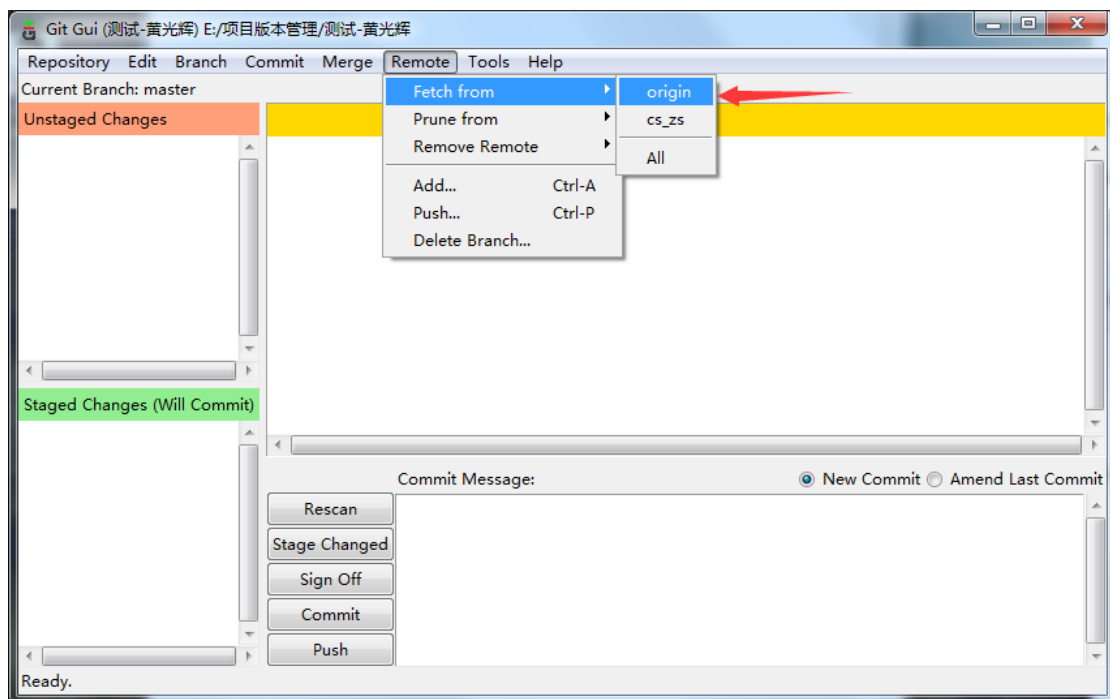 Git Gui (测试-黄光辉) E:/项目版本管理/测试-黄光辉
Repository Edit Branch Commit Merge Remote Tools Help
Current Branch: master
Fetch from
origin
Unstaged Changes
Prune from
cs_zs
Remove Remote
All
Add... Ctrl-A
Push... Ctrl-P
Delete Branch...
Staged Changes (Will Commit)
Commit Message:
New Commit
Amend Last Commit
Rescan
Stage Changed
Sign Off
Commit
Push
Ready.